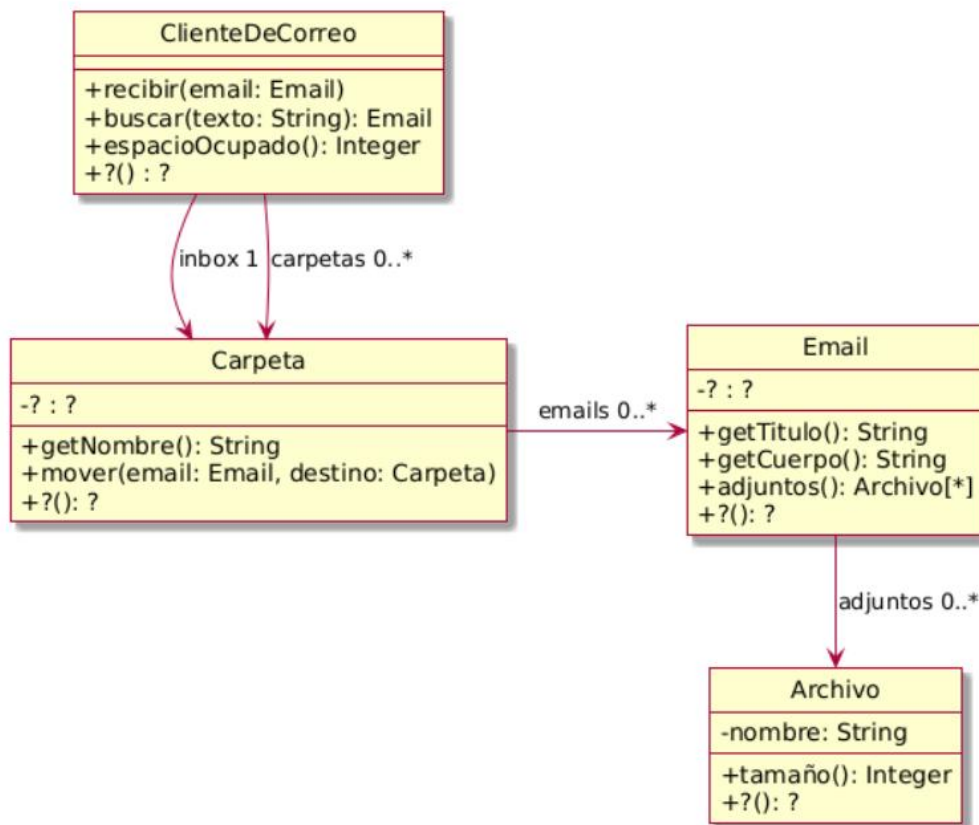 ClienteDeCorreo
+recibir(email: Email)
+buscar(texto: String): Email
+espacioOcupado(): Integer
+?() : ?
inbox 1
carpetas 0..*
Carpeta
-? : ?
+getNombre(): String
+mover(email: Email, destino: Carpeta)
+?(): ?
emails 0..*
Email
-? : ?
+getTitulo(): String
+getCuerpo(): String
+adjuntos(): Archivo[*]
+?(): ?
adjuntos 0..*
Archivo
-nombre: String
+tamaño(): Integer
+?(): ?